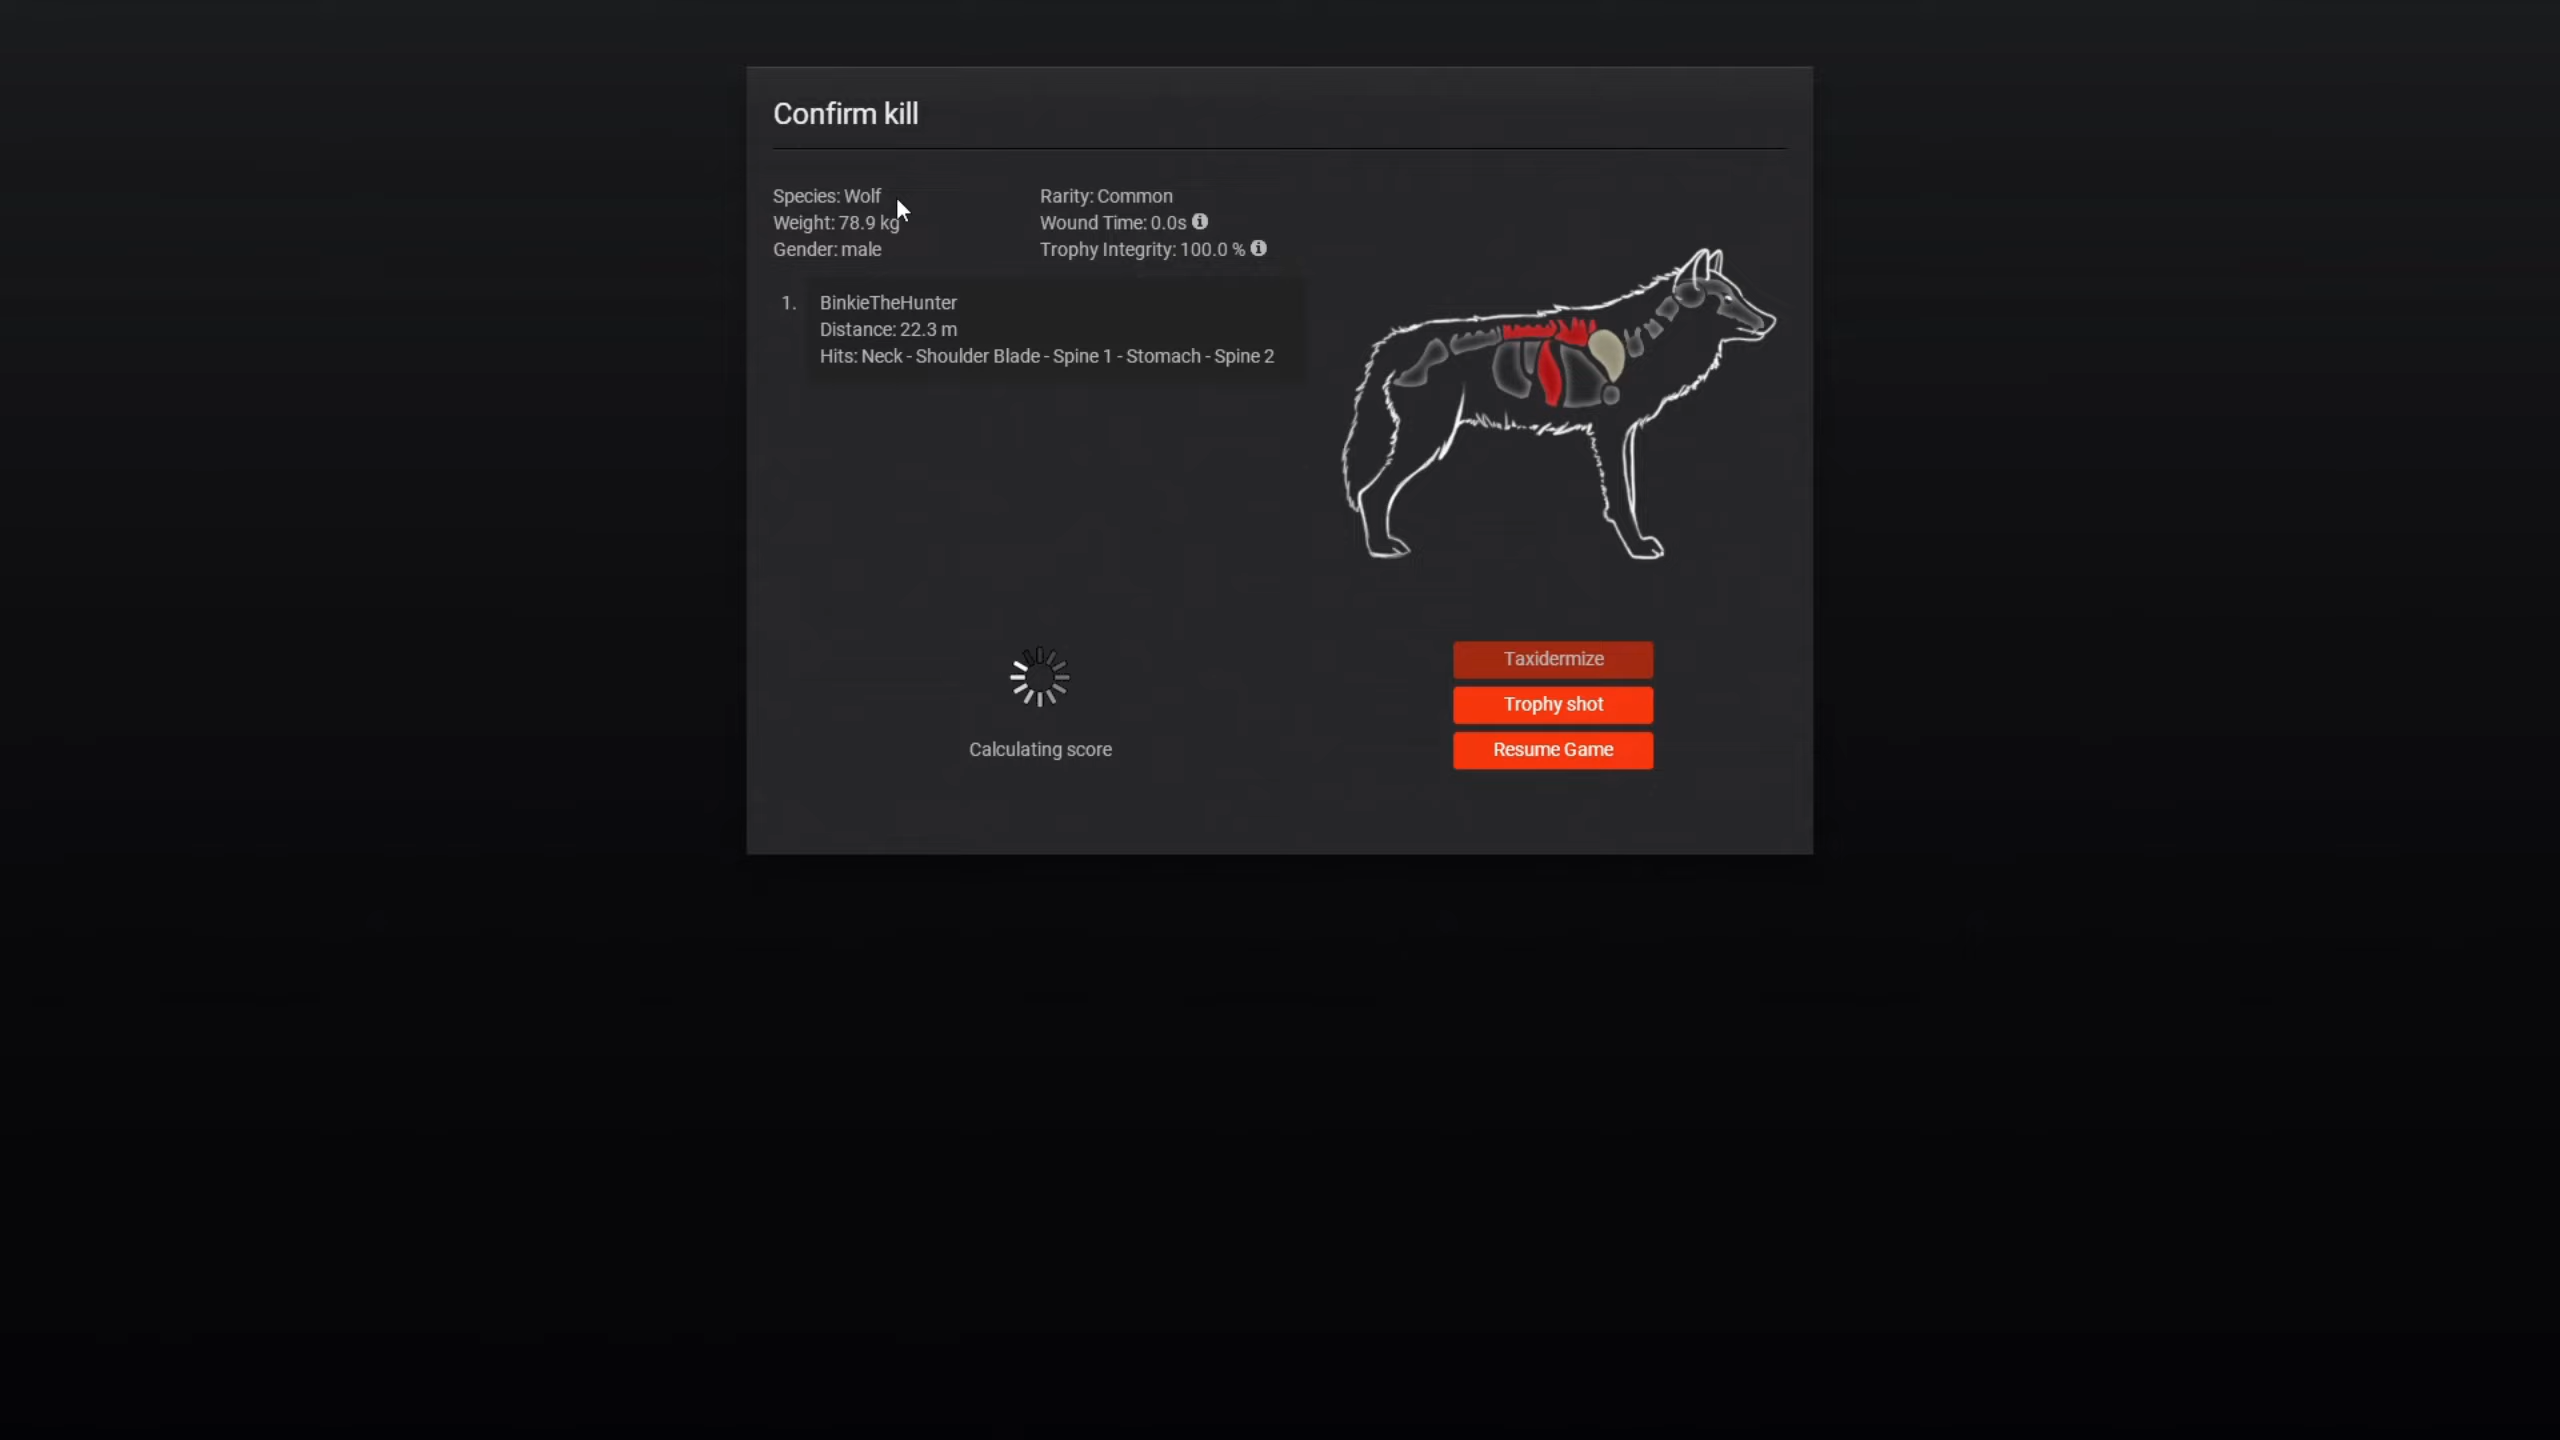 Confirm kill
Species: Wolf
Weight: 78.9 kg
Gender: male
Rarity: Common
Wound Time: 0.0s
Trophy Integrity: 100.0 %
1. BinkieTheHunter
Distance: 22.3 m
Hits: Neck - Shoulder Blade - Spine 1 - Stomach - Spine 2
Calculating score
Taxidermize
Trophy shot
Resume Game